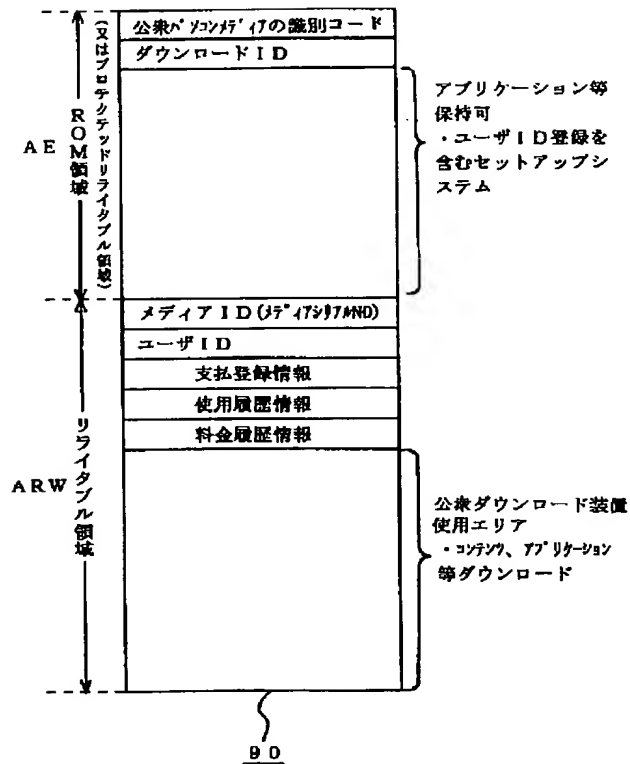 公衆パソコンメディアの識別コード
ダウンロードID
AE
ROM領域
(又はプロテクテッドリライタブル領域)
アプリケーション等
保持可
・ユーザID登録を
含むセットアップシ
ステム
メディアID(メディアシリアルNO)
ユーザID
支払登録情報
使用履歴情報
料金履歴情報
ARW
リライタブル領域
公衆ダウンロード装置
使用エリア
・コンテンツ、アプリケーション
等ダウンロード
90